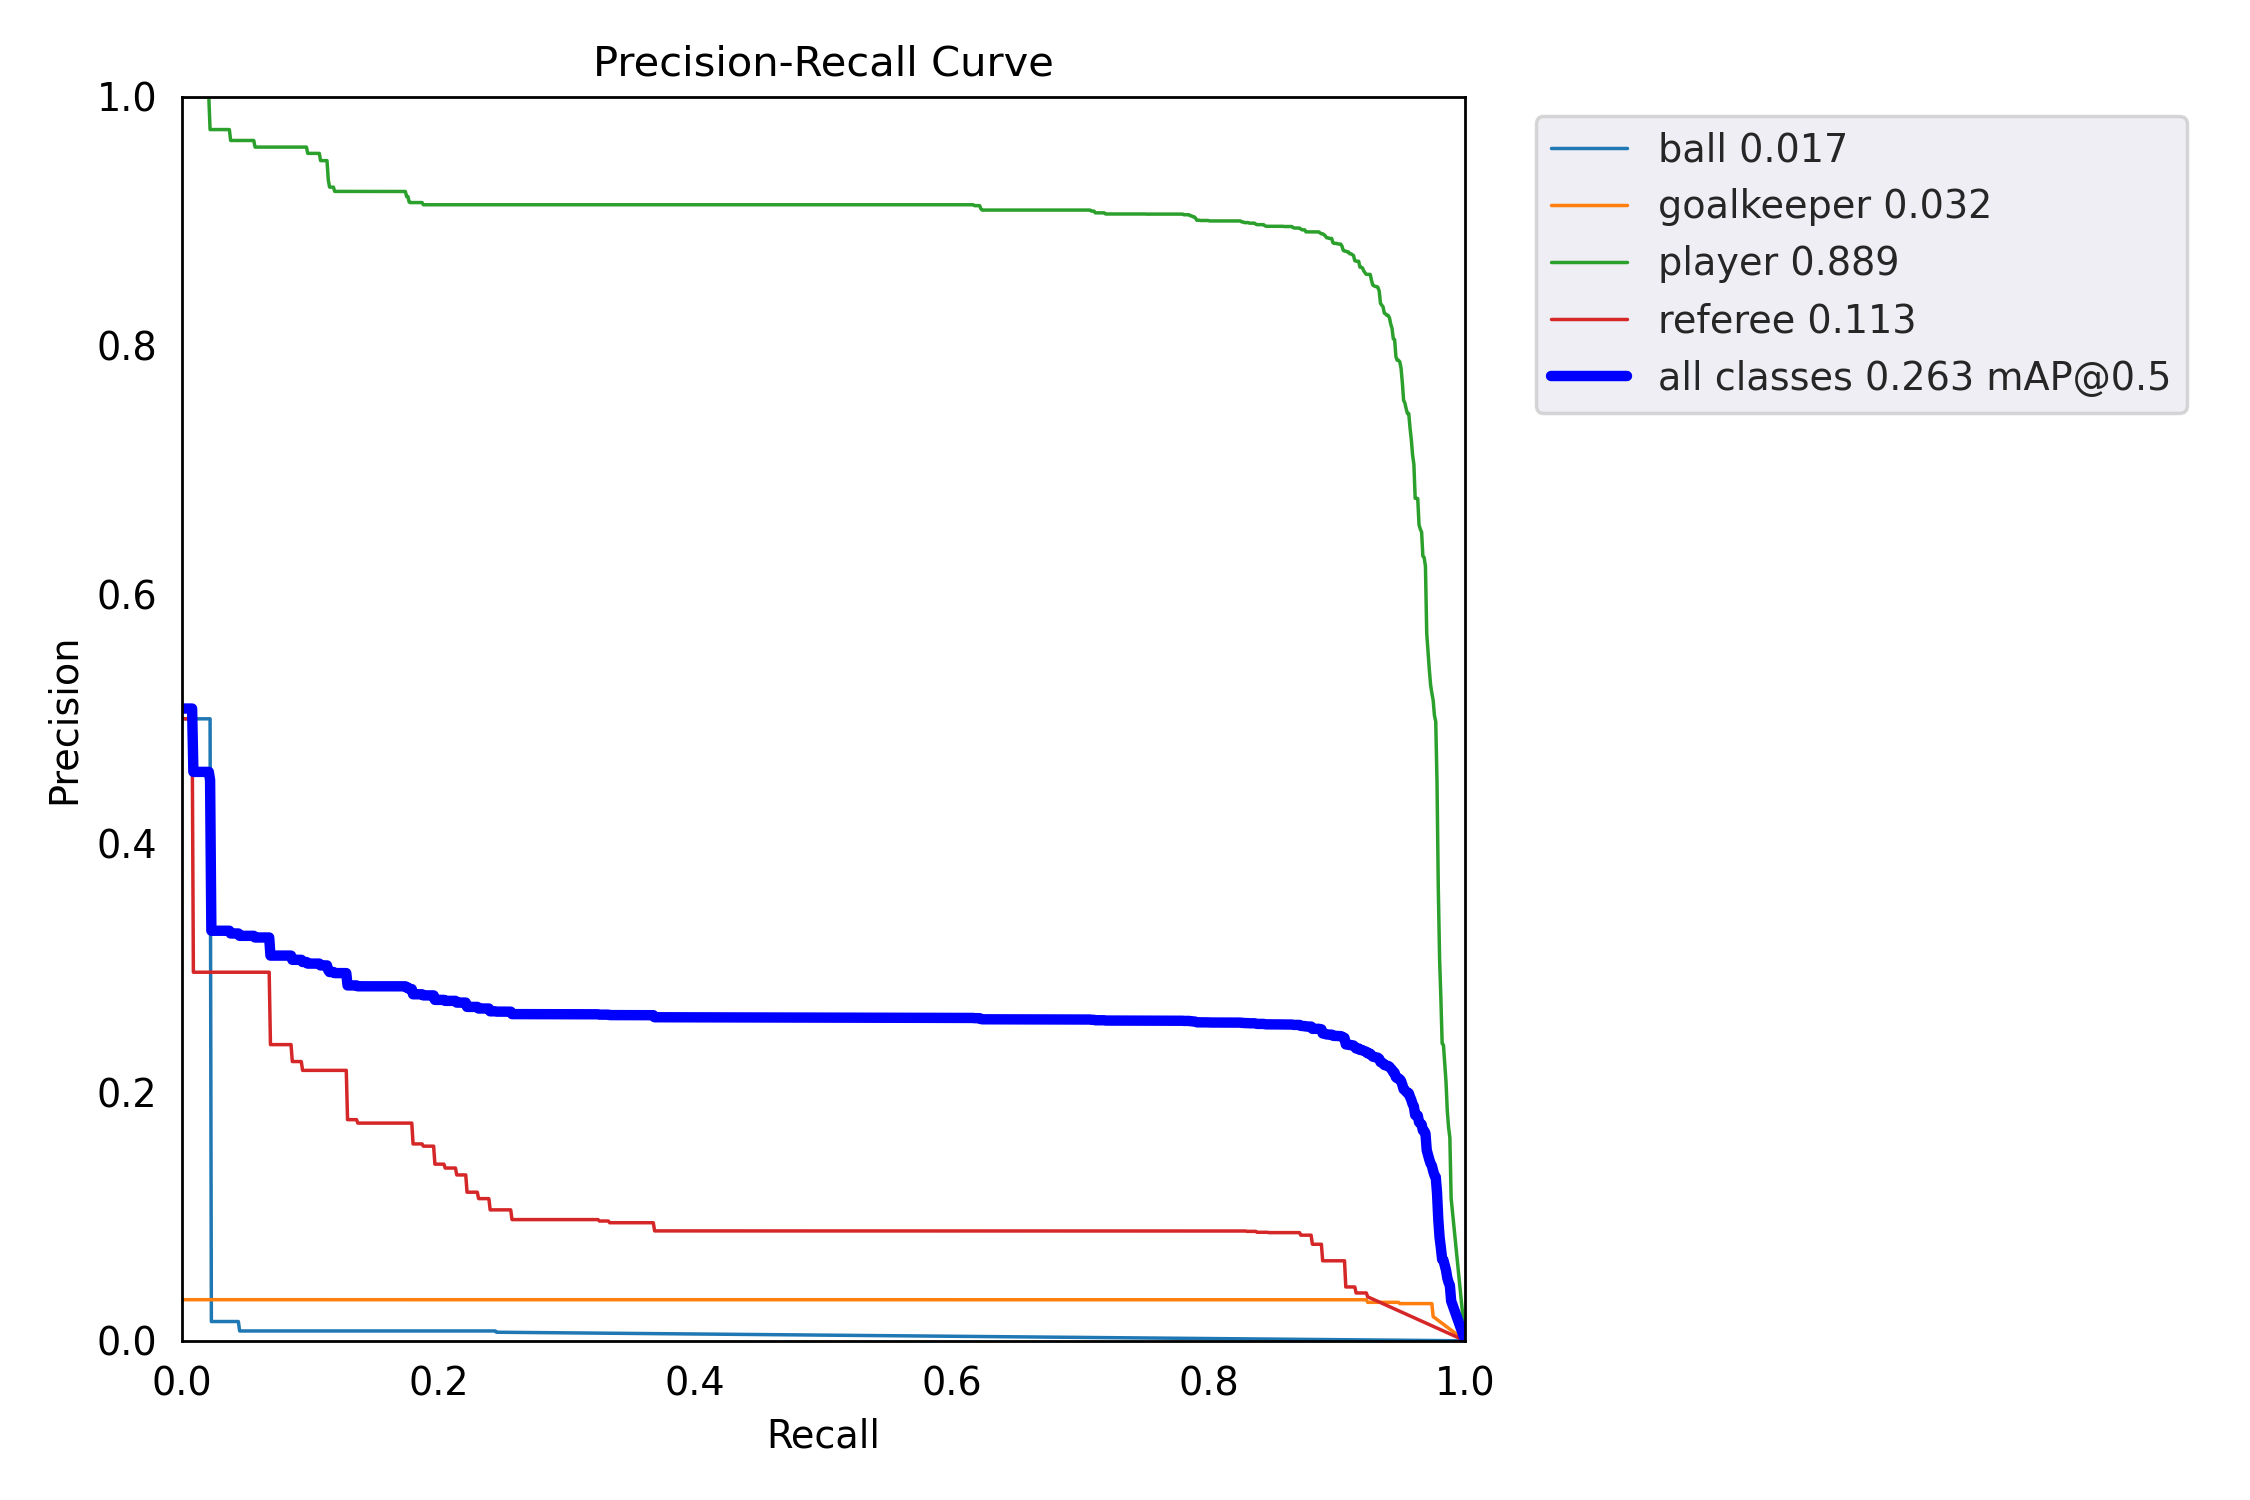 Precision-Recall Curve
1.0
0.8
0.6
0.4
0.2
0.0
Precision
0.0 0.2 0.4 0.6 0.8 1.0
Recall
ball 0.017
goalkeeper 0.032
player 0.889
referee 0.113
all classes 0.263 mAP@0.5